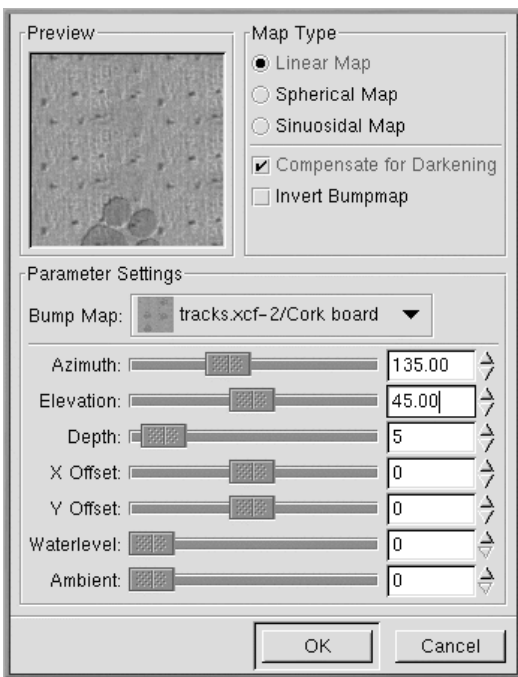 Preview
Map Type
Linear Map
Spherical Map
Sinuosidal Map
Compensate for Darkening
Invert Bumpmap
Parameter Settings
Bump Map: tracks.xcf-2/Cork board
Azimuth: 135.00
Elevation: 45.00
Depth: 5
X Offset: 0
Y Offset: 0
Waterlevel: 0
Ambient: 0
OK Cancel